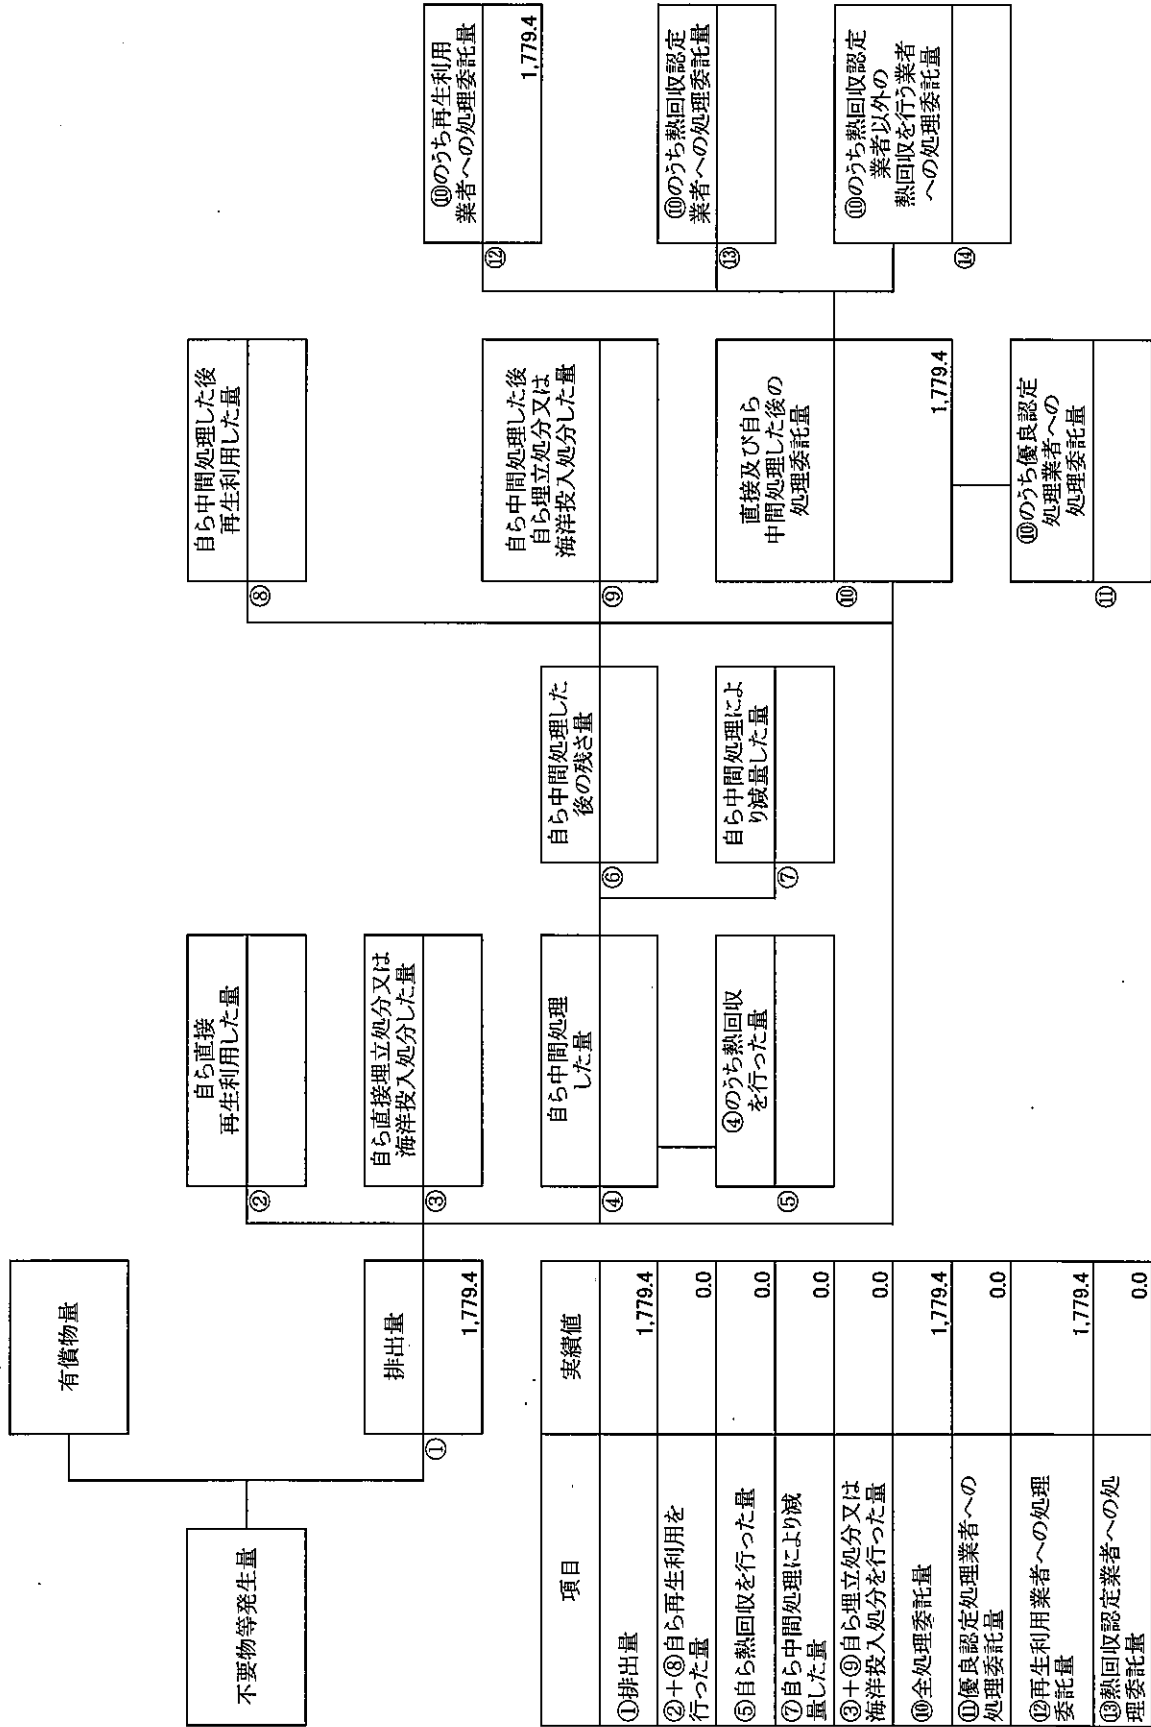 不要物等発生量
有償物量
排出量
①
1,779.4
自ら直接
再生利用した量
②
自ら直接埋立処分又は
海洋投入処分した量
③
自ら中間処理
した量
④
④のうち熱回収
を行った量
⑤
自ら中間処理した
後の残さ量
⑥
自ら中間処理によ
り減量した量
⑦
自ら中間処理した後
再生利用した量
⑧
自ら中間処理した後
自ら埋立処分又は
海洋投入処分した量
⑨
直接及び自ら
中間処理した後の
処理委託量
⑩
1,779.4
⑩のうち優良認定
処理業者への
処理委託量
⑪
⑩のうち再生利用
業者への処理委託量
⑫
1,779.4
⑩のうち熱回収認定
業者への処理委託量
⑬
⑩のうち熱回収認定
業者以外の
熱回収を行う業者
への処理委託量
⑭
項目 実績値
①排出量 1,779.4
②+⑧自ら再生利用を
行った量 0.0
⑤自ら熱回収を行った量 0.0
⑦自ら中間処理により減
量した量 0.0
③+⑨自ら埋立処分又は
海洋投入処分を行った量 0.0
⑩全処理委託量 1,779.4
⑪優良認定処理業者への
処理委託量 0.0
⑫再生利用業者への処理
委託量 1,779.4
⑬熱回収認定業者への処
理委託量 0.0